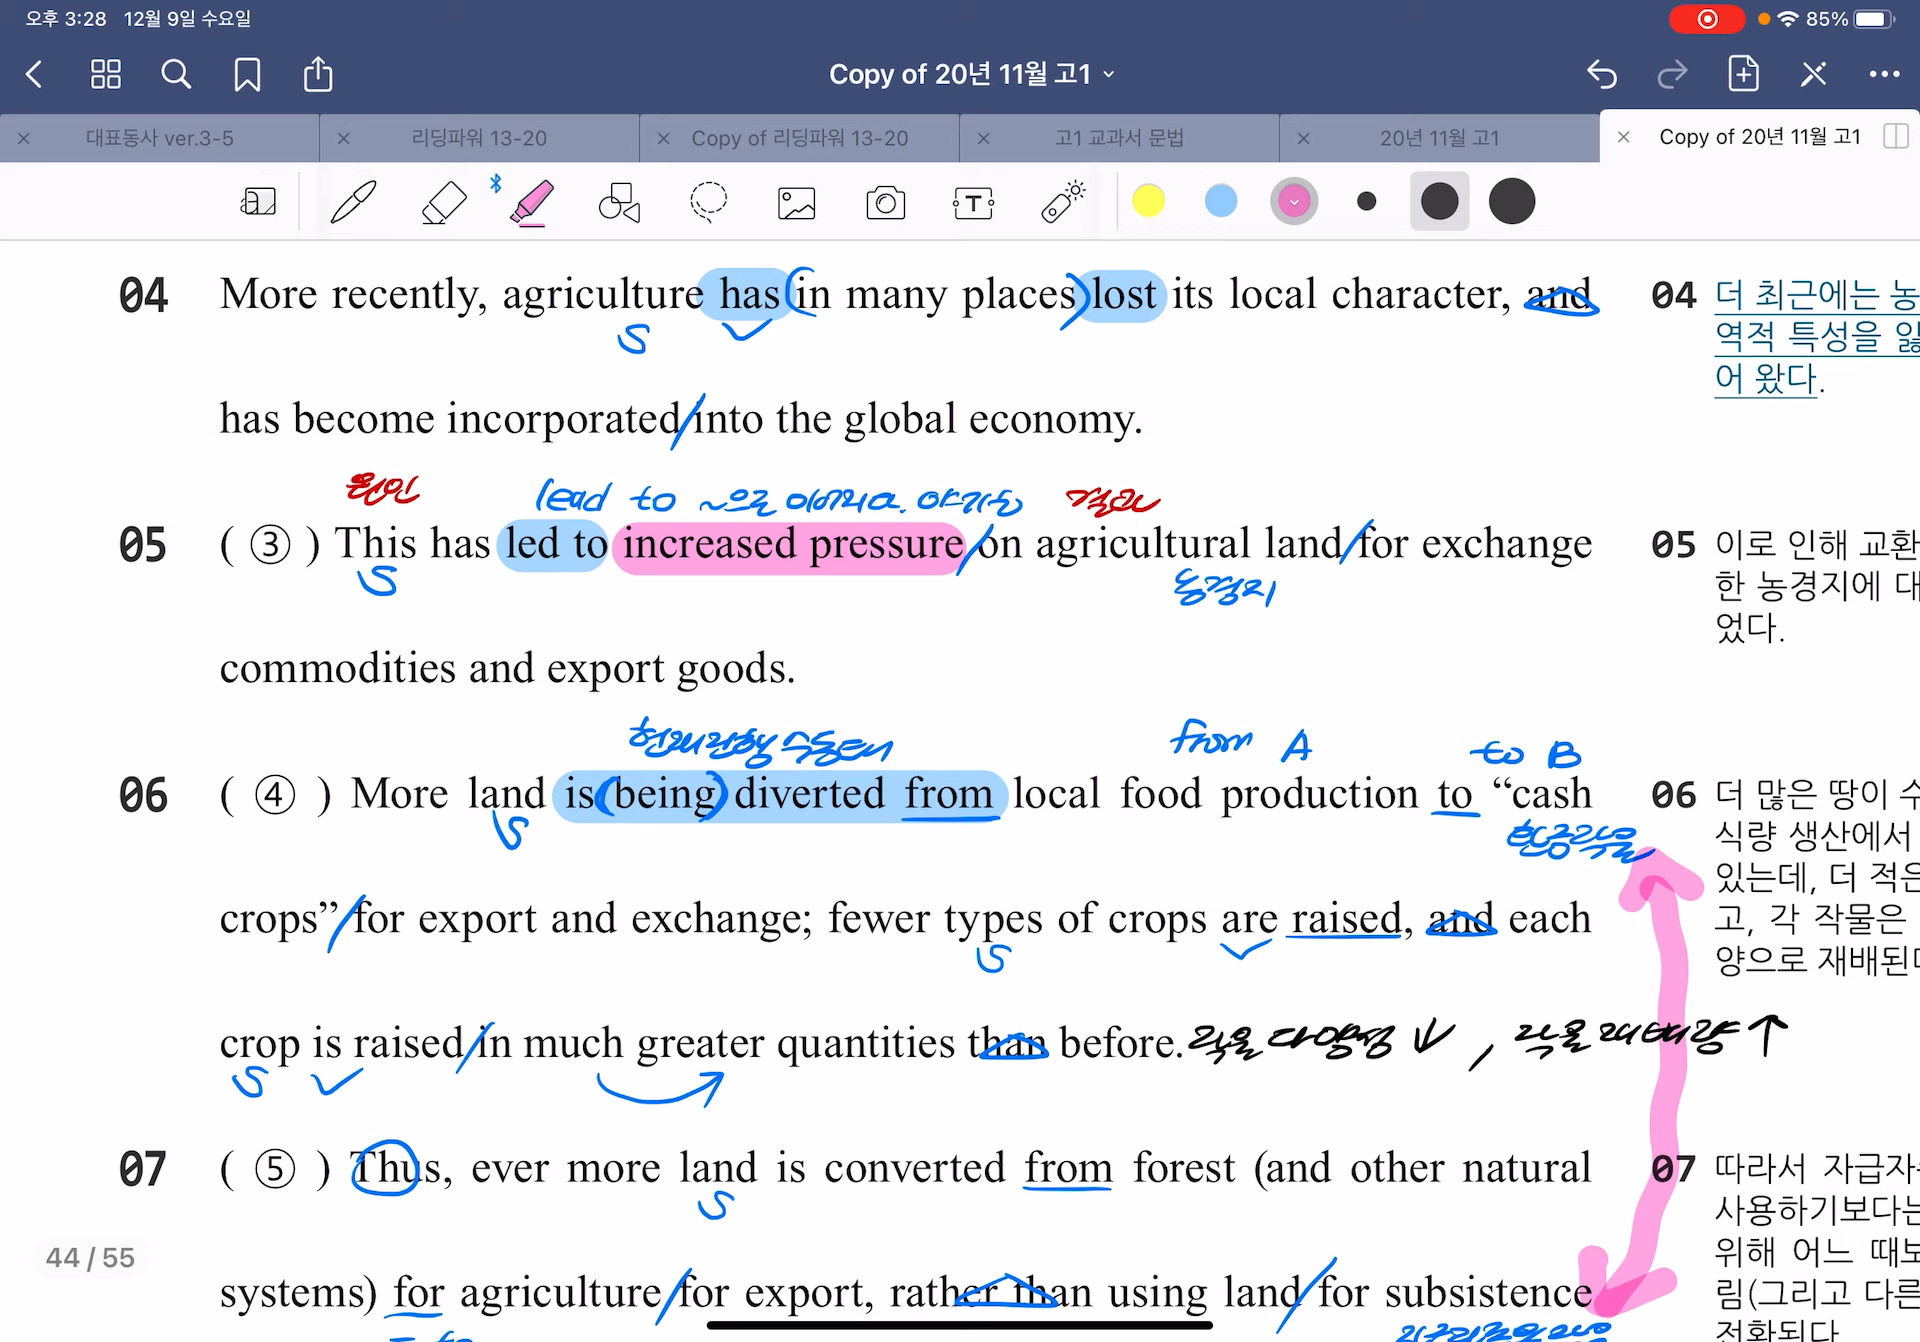 오후 3:28 12월 9일 수요일
85%
Copy of 20년 11월 고1
대표동사 ver.3-5
리딩파워 13-20
Copy of 리딩파워 13-20
고1 교과서 문법
20년 11월 고1
Copy of 20년 11월 고1
04 More recently, agriculture has (in many places) lost its local character, and
S
has become incorporated / into the global economy.
04 더 최근에는 농
역적 특성을 잃
어 왔다.
원인 lead to ~으로 이어지다. 야기하는 결과
05 ( ③ ) This has led to increased pressure / on agricultural land / for exchange
S 농경지
commodities and export goods.
05 이로 인해 교환
한 농경지에 대
었다.
현재진행 수동태 from A to B
06 ( ④ ) More land is (being) diverted from local food production to “cash
S 현금작물
crops” / for export and exchange; fewer types of crops are raised, and each
S
crop is raised / in much greater quantities than before. 작물 다양성 ↓, 작물 재배량 ↑
S
06 더 많은 땅이 수
식량 생산에서
있는데, 더 적은
고, 각 작물은
양으로 재배된다
07 ( ⑤ ) Thus, ever more land is converted from forest (and other natural
S
systems) for agriculture / for export, rather than using land / for subsistence
07 따라서 자급자족
사용하기보다는
위해 어느 때보
림(그리고 다른
전환된다
44 / 55